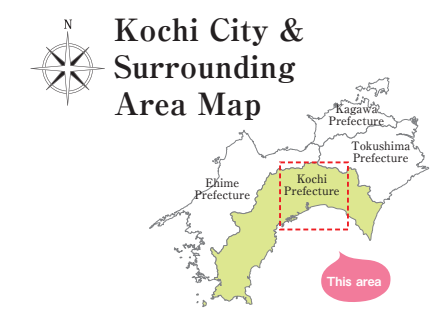 N
Kochi City &
Surrounding
Area Map
Kagawa
Prefecture
Tokushima
Prefecture
Ehime
Prefecture
Kochi
Prefecture
This area